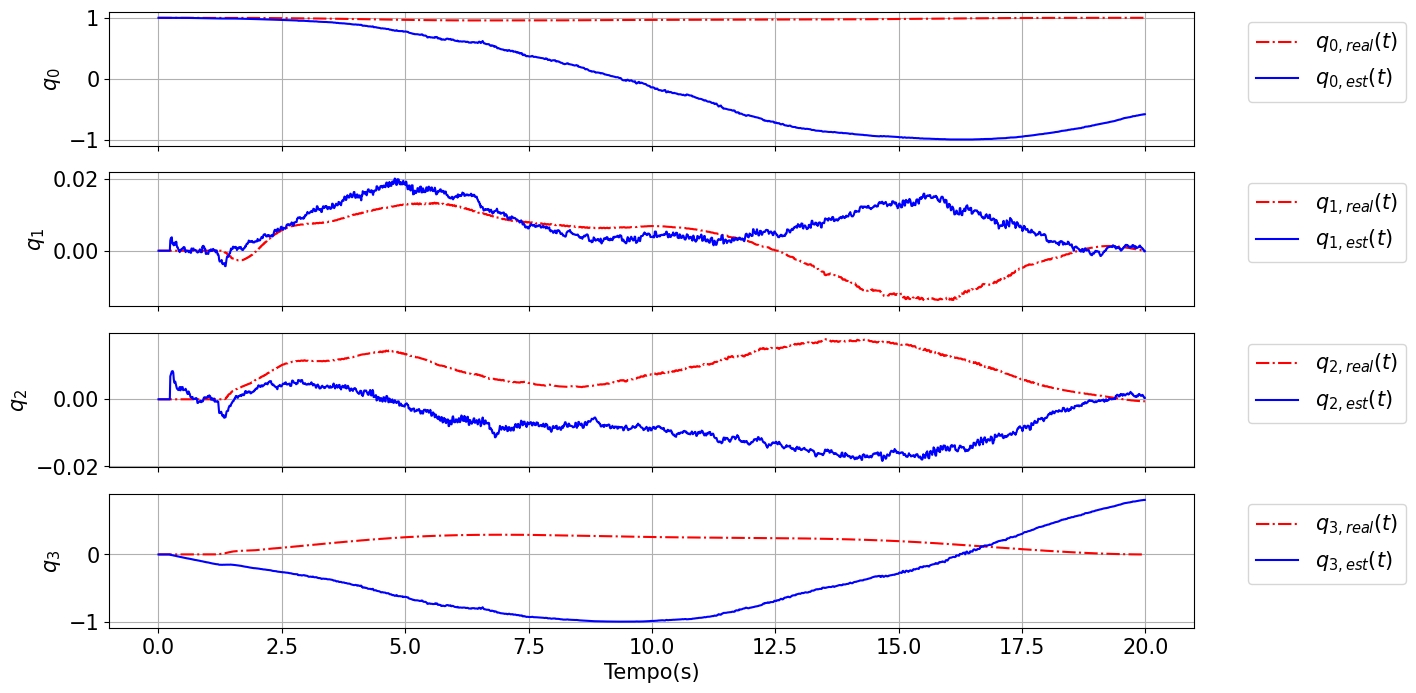 1
0
−1
q0
q0,real(t)
q0,est(t)
0.02
0.00
q1
q1,real(t)
q1,est(t)
0.00
−0.02
q2
q2,real(t)
q2,est(t)
0
−1
q3
q3,real(t)
q3,est(t)
0.0 2.5 5.0 7.5 10.0 12.5 15.0 17.5 20.0
Tempo(s)